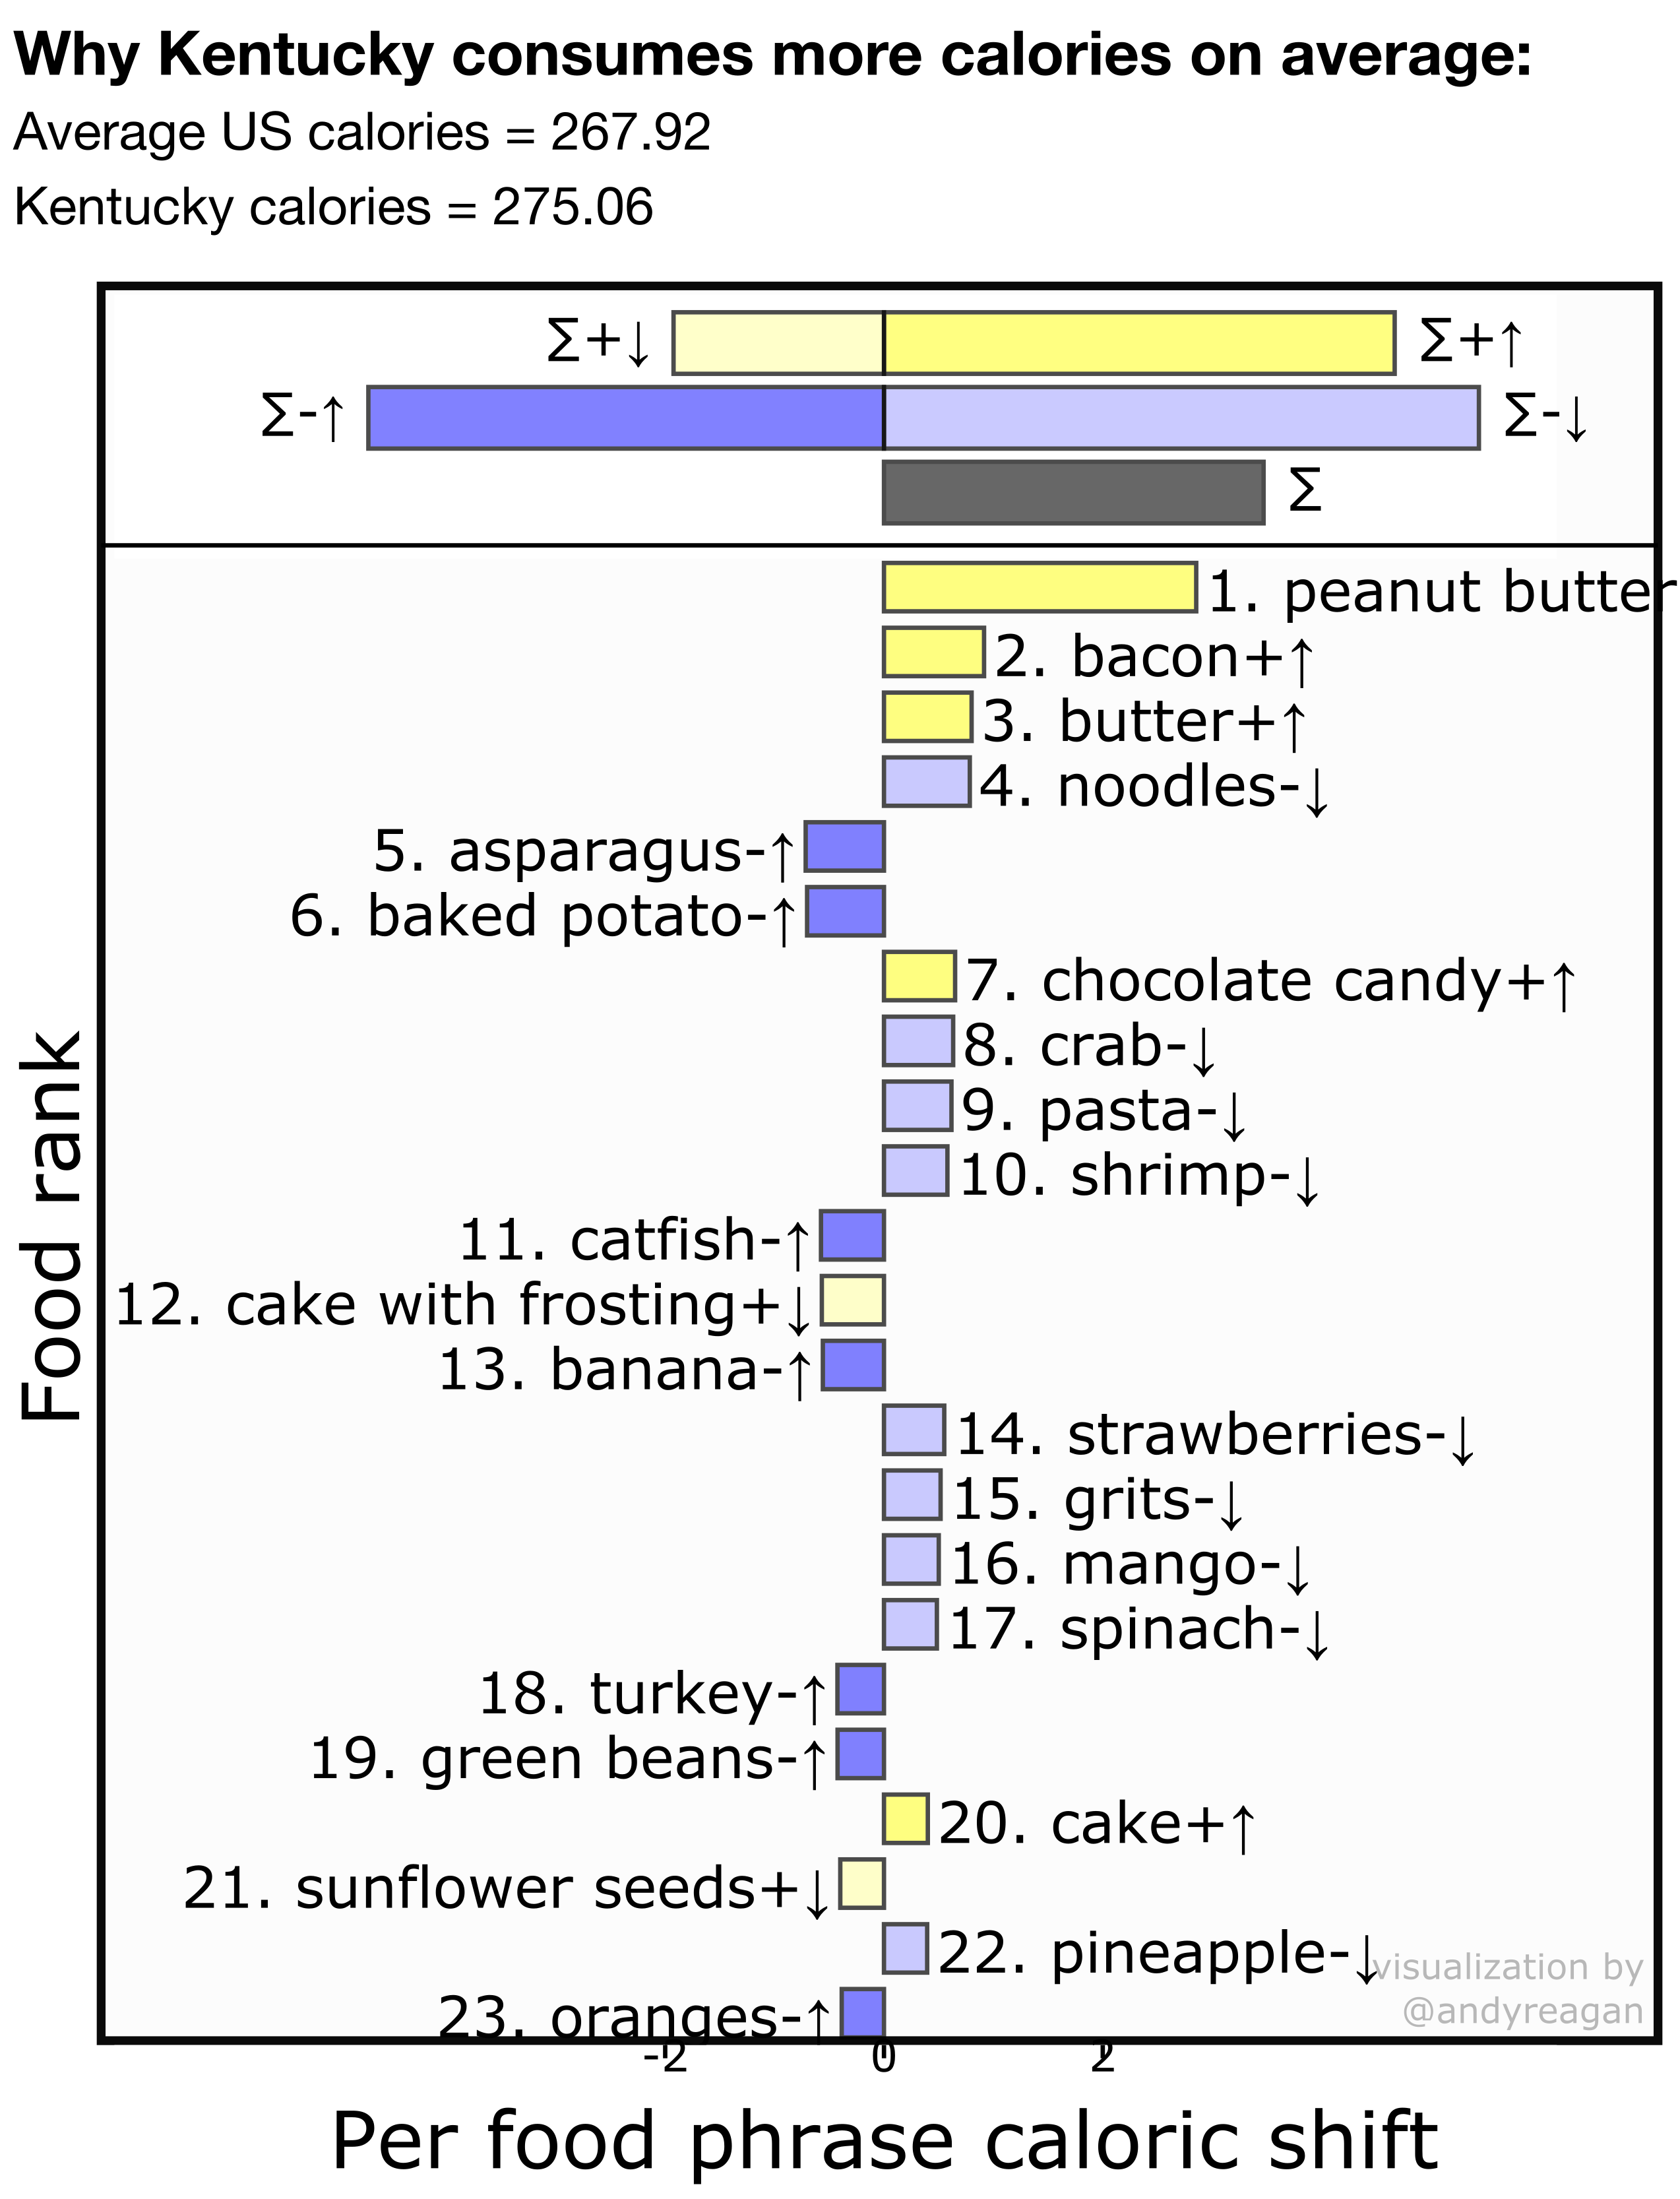 Why Kentucky consumes more calories on average:
Average US calories = 267.92
Kentucky calories = 275.06
Σ+↓
Σ+↑
Σ-↑
Σ-↓
Σ
1. peanut butter
2. bacon+↑
3. butter+↑
4. noodles-↓
5. asparagus-↑
6. baked potato-↑
7. chocolate candy+↑
8. crab-↓
9. pasta-↓
10. shrimp-↓
11. catfish-↑
12. cake with frosting+↓
13. banana-↑
14. strawberries-↓
15. grits-↓
16. mango-↓
17. spinach-↓
18. turkey-↑
19. green beans-↑
20. cake+↑
21. sunflower seeds+↓
22. pineapple-↓
23. oranges-↑
Food rank
visualization by
@andyreagan
-2 0 2
Per food phrase caloric shift